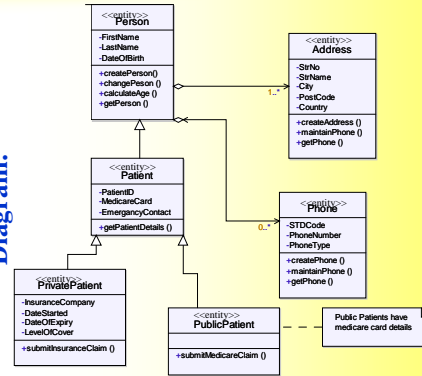 Diagram:
<<entity>>
Person
-FirstName
-LastName
-DateOfBirth
+createPerson()
+changePeson ()
+calculateAge ()
+getPerson ()
<<entity>>
Address
-StrNo
-StrName
-City
-PostCode
-Country
+createAddress ()
+maintainPhone ()
+getPhone ()
1..*
<<entity>>
Patient
-PatientID
-MedicareCard
-EmergancyContact
+getPatientDetails ()
0..*
<<entity>>
Phone
-STDCode
-PhoneNumber
-PhoneType
+createPhone ()
+maintainPhone ()
+getPhone ()
<<entity>>
PrivatePatient
-InsuranceCompany
-DateStarted
-DateOfExpiry
-LevelOfCover
+submitInsuranceClaim ()
<<entity>>
PublicPatient
+submitMedicareClaim ()
Public Patients have
medicare card details